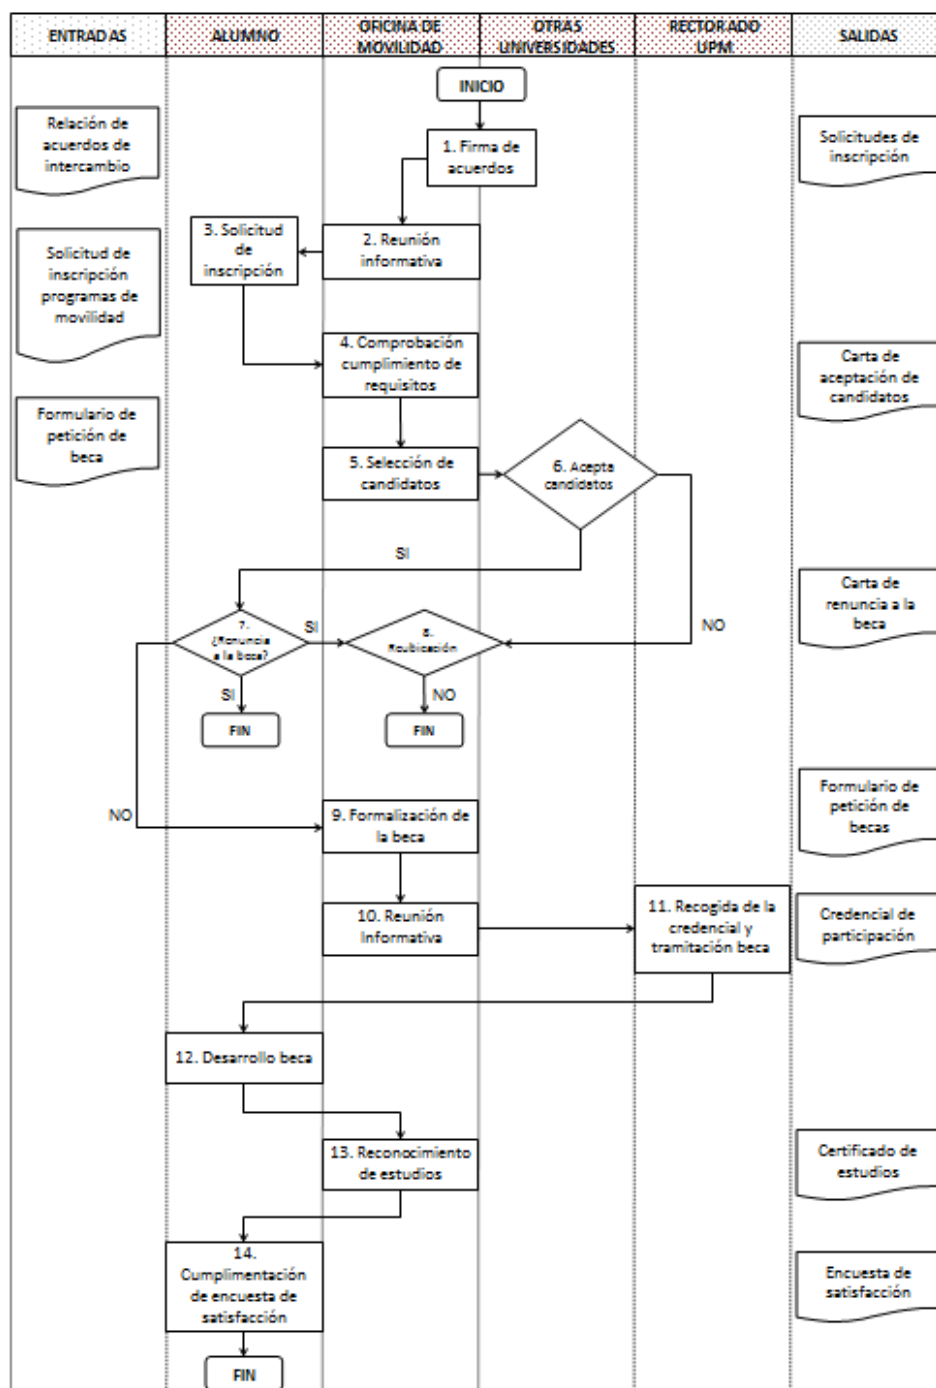 ENTRADAS
ALUMNO
OFICINA DE
MOVILIDAD
OTRAS
UNIVERSIDADES
RECTORADO
UPM
SALIDAS
INICIO
Relación de
acuerdos de
intercambio
1. Firma de
acuerdos
Solicitudes de
inscripción
3. Solicitud
de
inscripción
2. Reunión
informativa
Solicitud de
inscripción
programas de
movilidad
4. Comprobación
cumplimiento de
requisitos
Carta de
aceptación de
candidatos
Formulario de
petición de
beca
5. Selección de
candidatos
6. Acepta
candidatos
SI
Carta de
renuncia a la
beca
7.
¿Renuncia
a la beca?
SI
8.
Reubicación
NO
SI
NO
FIN
FIN
Formulario de
petición de
becas
NO
9. Formalización de
la beca
10. Reunión
Informativa
11. Recogida de la
credencial y
tramitación beca
Credencial de
participación
12. Desarrollo beca
13. Reconocimiento
de estudios
Certificado de
estudios
14.
Cumplimentación
de encuesta de
satisfacción
Encuesta de
satisfacción
FIN